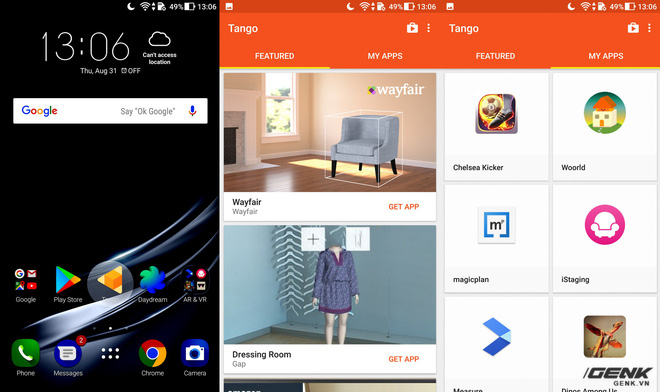 49% 13:06
13:06
Can't access
location
Thu, Aug 31 OFF
Google Say "Ok Google"
Google
Play Store
Daydream
AR & VR
2
Phone
Messages
Chrome
Camera
49% 13:06
Tango
FEATURED MY APPS
wayfair
Wayfair
Wayfair
GET APP
Dressing Room
Gap
GET APP
amazon
49% 13:06
Tango
FEATURED MY APPS
Chelsea Kicker
Woorld
m
magicplan
iStaging
Measure
Dinos Among Us
GENK
GENK.VN